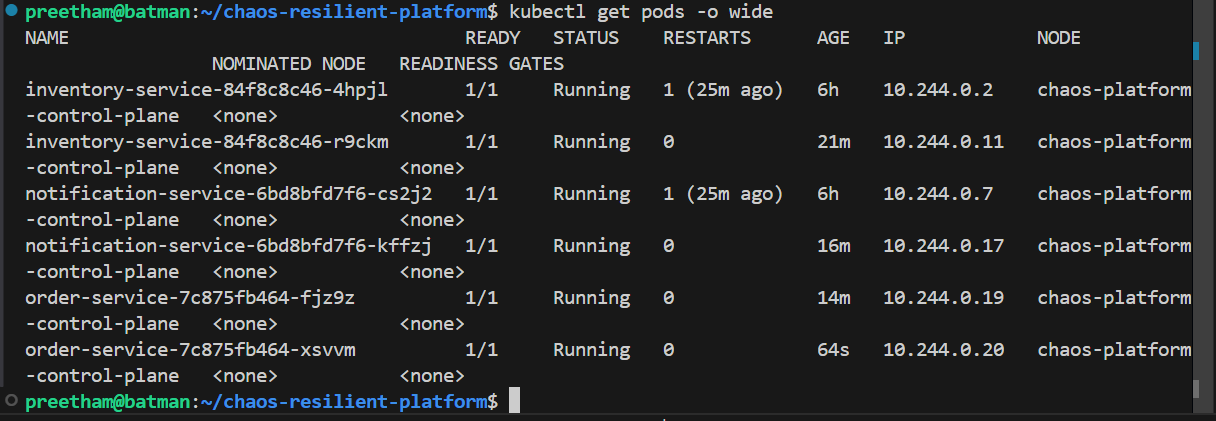 preetham@batman:~/chaos-resilient-platform$ kubectl get pods -o wide
NAME                                    READY   STATUS    RESTARTS      AGE   IP            NODE
                 NOMINATED NODE   READINESS GATES
inventory-service-84f8c8c46-4hpjl       1/1     Running   1 (25m ago)   6h    10.244.0.2    chaos-platform
-control-plane   <none>           <none>
inventory-service-84f8c8c46-r9ckm       1/1     Running   0             21m   10.244.0.11   chaos-platform
-control-plane   <none>           <none>
notification-service-6bd8bfd7f6-cs2j2   1/1     Running   1 (25m ago)   6h    10.244.0.7    chaos-platform
-control-plane   <none>           <none>
notification-service-6bd8bfd7f6-kffzj   1/1     Running   0             16m   10.244.0.17   chaos-platform
-control-plane   <none>           <none>
order-service-7c875fb464-fjz9z          1/1     Running   0             14m   10.244.0.19   chaos-platform
-control-plane   <none>           <none>
order-service-7c875fb464-xsvvm          1/1     Running   0             64s   10.244.0.20   chaos-platform
-control-plane   <none>           <none>
preetham@batman:~/chaos-resilient-platform$